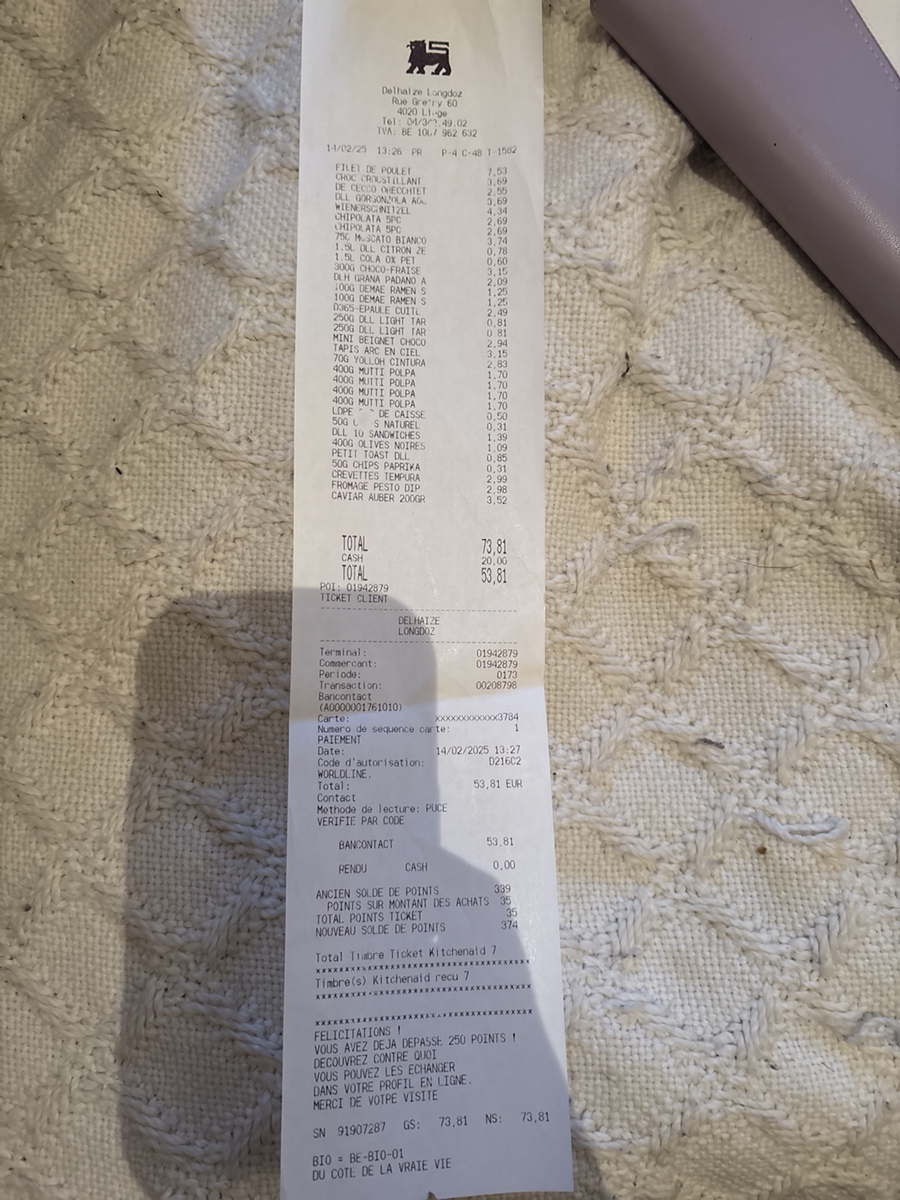 Delhaize Longdoz
Rue Gretry 60
4020 Liege
Tel: 49.02
TVA: BE 1067 962 632
14/02/25 13:26 PR P-4 C-48 T-1582
FILET DE POULET 7,53
CROC CROUSTILLANT 3,69
DE CECCO ORECCHTET 2,55
DLL GORGONZOLA AGL 3,69
WIENERSCHNITZEL 4,34
CHIPOLATA 5PC 2,69
CHIPOLATA 5PC 2,69
75C MOSCATO BIANCO 3,74
1.5L DLL CITRON ZE 0,78
1.5L COLA 0% PET 0,60
300G CHOCO-FRAISE 3,15
DLH GRANA PADANO A 2,09
100G DEMAE RAMEN S 1,25
100G DEMAE RAMEN S 1,25
D365-EPAULE CUITE 2,49
250G DLL LIGHT TAR 0,81
250G DLL LIGHT TAR 0,81
MINI BEIGNET CHOCO 2,94
TAPIS ARC EN CIEL 3,15
70G YOLLOH CINTURA 2,83
400G MUTTI POLPA 1,70
400G MUTTI POLPA 1,70
400G MUTTI POLPA 1,70
400G MUTTI POLPA 1,70
LDPE DE CAISSE 0,50
50G NATUREL 0,31
DLL 10 SANDWICHES 1,39
400G OLIVES NOIRES 1,09
PETIT TOAST DLL 0,85
50G CHIPS PAPRIKA 0,31
CREVETTES TEMPURA 2,99
FROMAGE PESTO DIP 2,98
CAVIAR AUBER 200GR 3,52
TOTAL 73,81
CASH 20,00
TOTAL 53,81
POI: 01942879
TICKET CLIENT
DELHAIZE
LONGDOZ
Terminal: 01942879
Commercant: 01942879
Periode: 0173
Transaction: 00208798
Bancontact
(A0000001761010)
Carte: xxxxxxxxxxxx3784
Numero de sequence carte: 1
PAIEMENT
Date: 14/02/2025 13:27
Code d'autorisation: D216C2
WORLDLINE.
Total: 53,81 EUR
Contact
Methode de lecture: PUCE
VERIFIE PAR CODE
BANCONTACT 53,81
RENDU CASH 0,00
ANCIEN SOLDE DE POINTS 339
POINTS SUR MONTANT DES ACHATS 35
TOTAL POINTS TICKET 35
NOUVEAU SOLDE DE POINTS 374
Total Timbre Ticket Kitchenaid 7
Timbre(s) Kitchenaid recu 7
FELICITATIONS !
VOUS AVEZ DEJA DEPASSE 250 POINTS !
DECOUVREZ CONTRE QUOI
VOUS POUVEZ LES ECHANGER
DANS VOTRE PROFIL EN LIGNE.
MERCI DE VOTRE VISITE
SN 91907287 GS: 73,81 NS: 73,81
BIO = BE-BIO-01
DU COTE DE LA VRAIE VIE